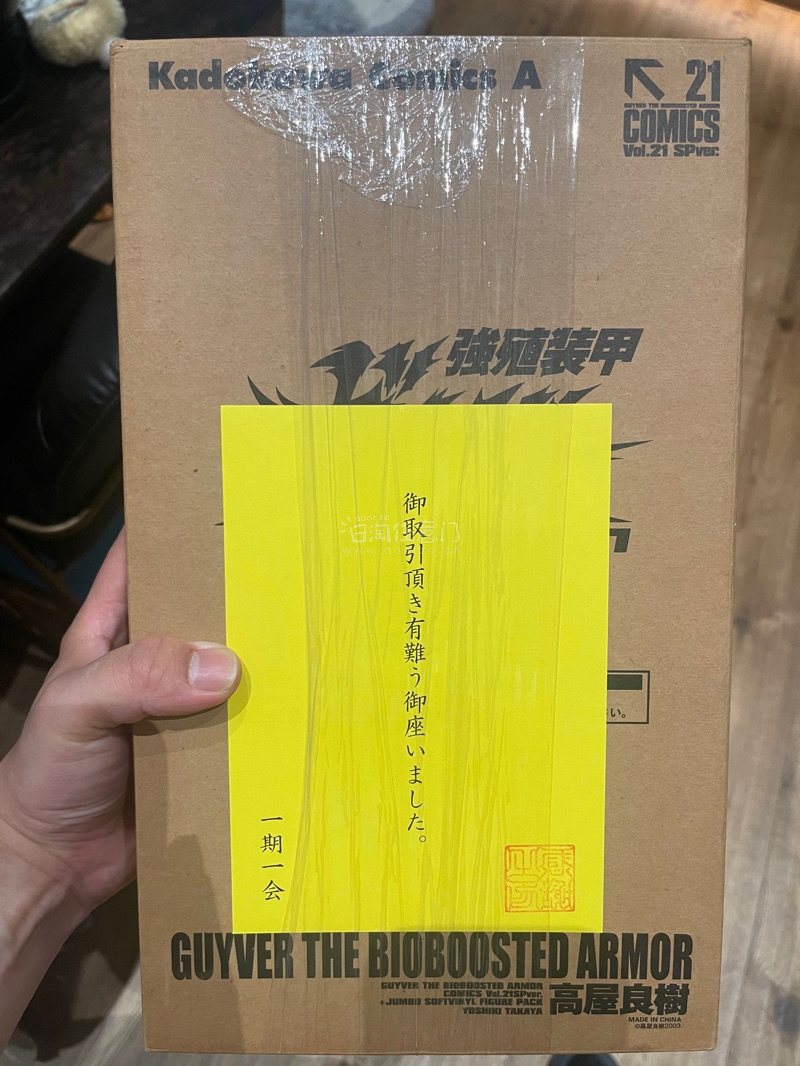 Kadokawa Comics A
21
GUYVER THE BIOBOOSTED ARMOR
COMICS
Vol.21 SPver.
強殖装甲
御取引頂き有難う御座いました。
一期一会
い。
GUYVER THE BIOBOOSTED ARMOR
GUYVER THE BIOBOOSTED ARMOR
COMICS Vol.21SPver.
+JUMBO SOFTVINYL FIGURE PACK
YOSHIKI TAKAYA
高屋良樹
MADE IN CHINA
©高屋良樹2003